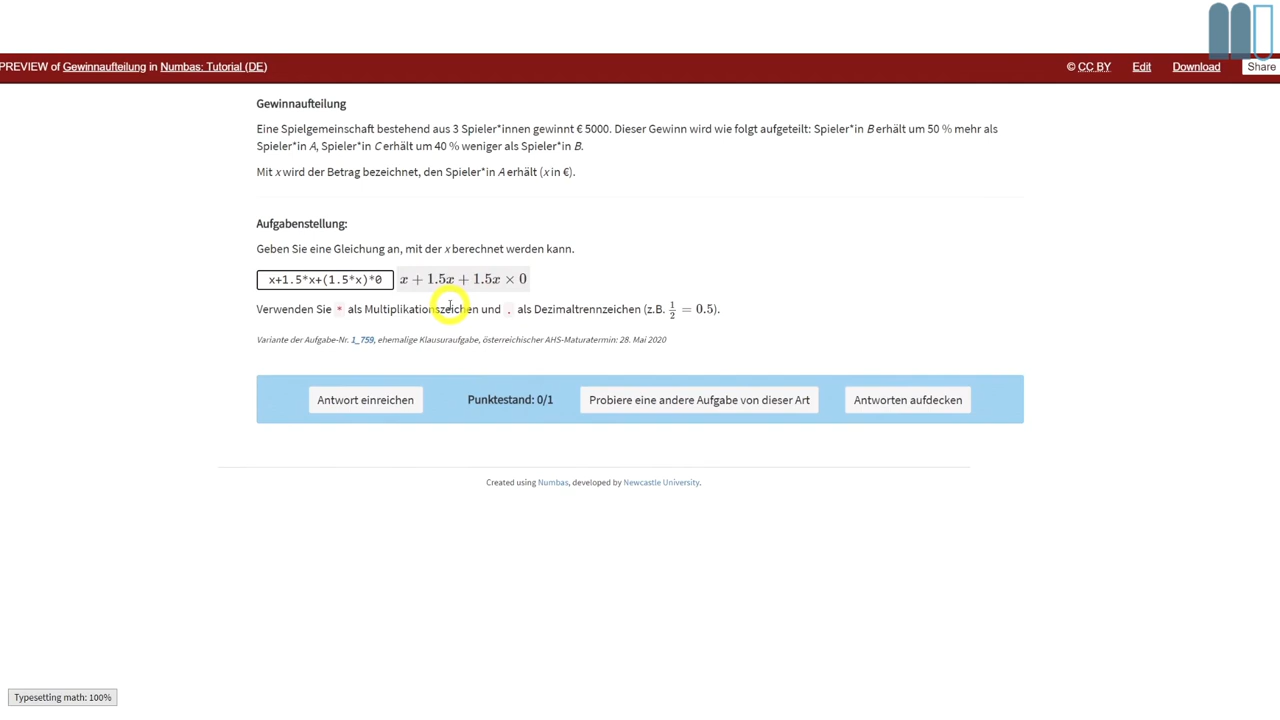 PREVIEW of Gewinnaufteilung in Numbas: Tutorial (DE)
© CC BY Edit Download Share
Gewinnaufteilung
Eine Spielgemeinschaft bestehend aus 3 Spieler*innen gewinnt € 5000. Dieser Gewinn wird wie folgt aufgeteilt: Spieler*in B erhält um 50 % mehr als
Spieler*in A, Spieler*in C erhält um 40 % weniger als Spieler*in B.
Mit x wird der Betrag bezeichnet, den Spieler*in A erhält (x in €).
Aufgabenstellung:
Geben Sie eine Gleichung an, mit der x berechnet werden kann.
x+1.5*x+(1.5*x)*0 x + 1.5x + 1.5x × 0
Verwenden Sie * als Multiplikationszeichen und . als Dezimaltrennzeichen (z.B. 1/2 = 0.5).
Variante der Aufgabe-Nr. 1_759, ehemalige Klausuraufgabe, österreichischer AHS-Maturatermin: 28. Mai 2020
Antwort einreichen Punktestand: 0/1 Probiere eine andere Aufgabe von dieser Art Antworten aufdecken
Created using Numbas, developed by Newcastle University.
Typesetting math: 100%